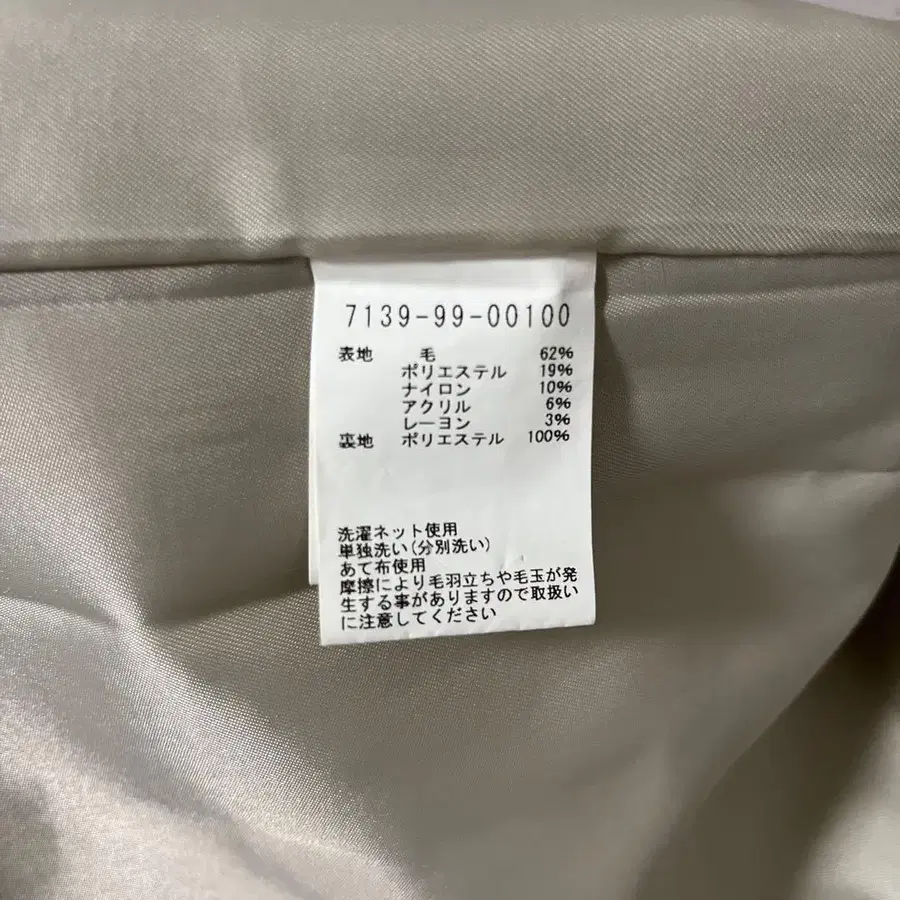 7139-99-00100
表地 毛 62%
ポリエステル 19%
ナイロン 10%
アクリル 6%
レーヨン 3%
裏地 ポリエステル 100%
洗濯ネット使用
単独洗い(分別洗い)
あて布使用
摩擦により毛羽立ちや毛玉が発
生する事がありますので取扱い
に注意してください